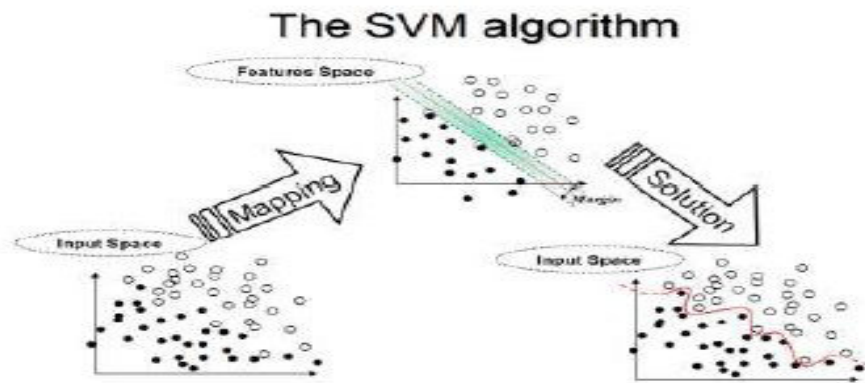 The SVM algorithm
Features Space
Mapping
Margin
Solution
Input Space
Input Space